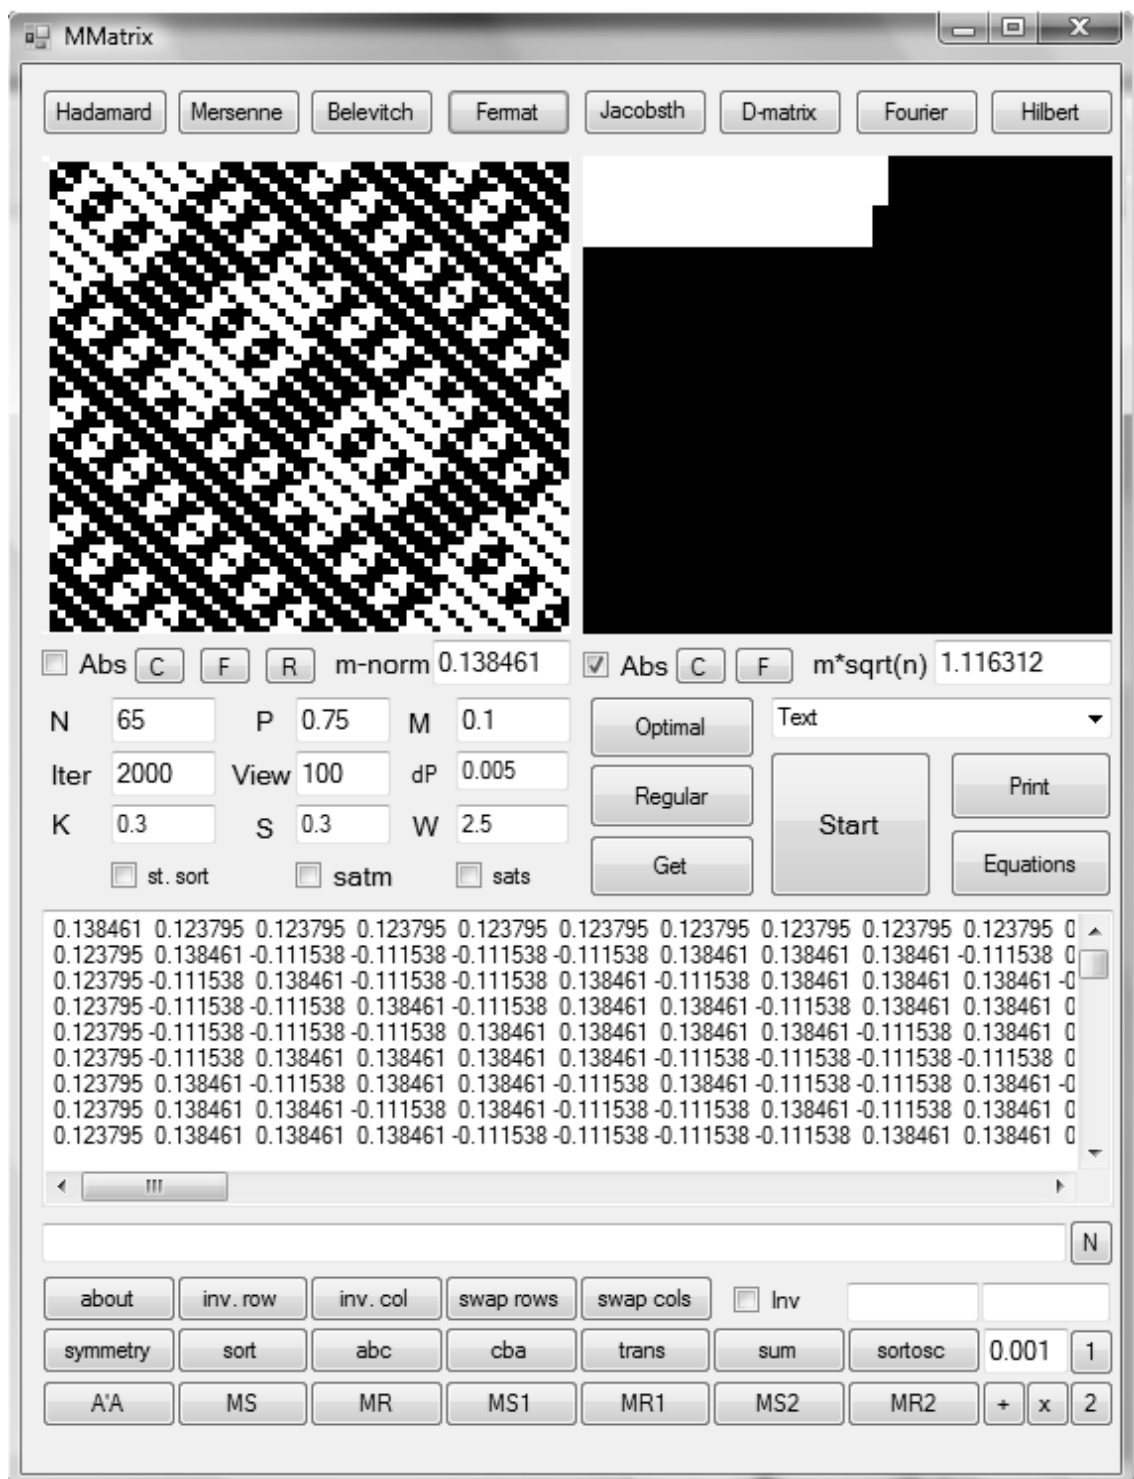 MMatrix
Hadamard Mersenne Belevitch Fermat Jacobsth D-matrix Fourier Hilbert
Abs C F R m-norm 0.138461 Abs C F m*sqrt(n) 1.116312
N 65 P 0.75 M 0.1 Optimal Text
Iter 2000 View 100 dP 0.005 Regular Start Print
K 0.3 S 0.3 W 2.5 Get Equations
st. sort satm sats
0.138461 0.123795 0.123795 0.123795 0.123795 0.123795 0.123795 0.123795 0.123795 0.123795 0
0.123795 0.138461 -0.111538 -0.111538 -0.111538 -0.111538 0.138461 0.138461 0.138461 -0.111538 0
0.123795 -0.111538 0.138461 -0.111538 -0.111538 0.138461 -0.111538 0.138461 0.138461 0.138461 -0
0.123795 -0.111538 -0.111538 0.138461 -0.111538 0.138461 0.138461 -0.111538 0.138461 0.138461 0
0.123795 -0.111538 -0.111538 -0.111538 0.138461 0.138461 0.138461 0.138461 -0.111538 0.138461 0
0.123795 -0.111538 0.138461 0.138461 0.138461 0.138461 -0.111538 -0.111538 -0.111538 -0.111538 0
0.123795 0.138461 -0.111538 0.138461 0.138461 -0.111538 0.138461 -0.111538 -0.111538 0.138461 -0
0.123795 0.138461 0.138461 -0.111538 0.138461 -0.111538 -0.111538 0.138461 -0.111538 0.138461 0
0.123795 0.138461 0.138461 0.138461 -0.111538 -0.111538 -0.111538 -0.111538 0.138461 0.138461 0
N
about inv. row inv. col swap rows swap cols Inv
symmetry sort abc cba trans sum sortosc 0.001 1
A'A MS MR MS1 MR1 MS2 MR2 + x 2